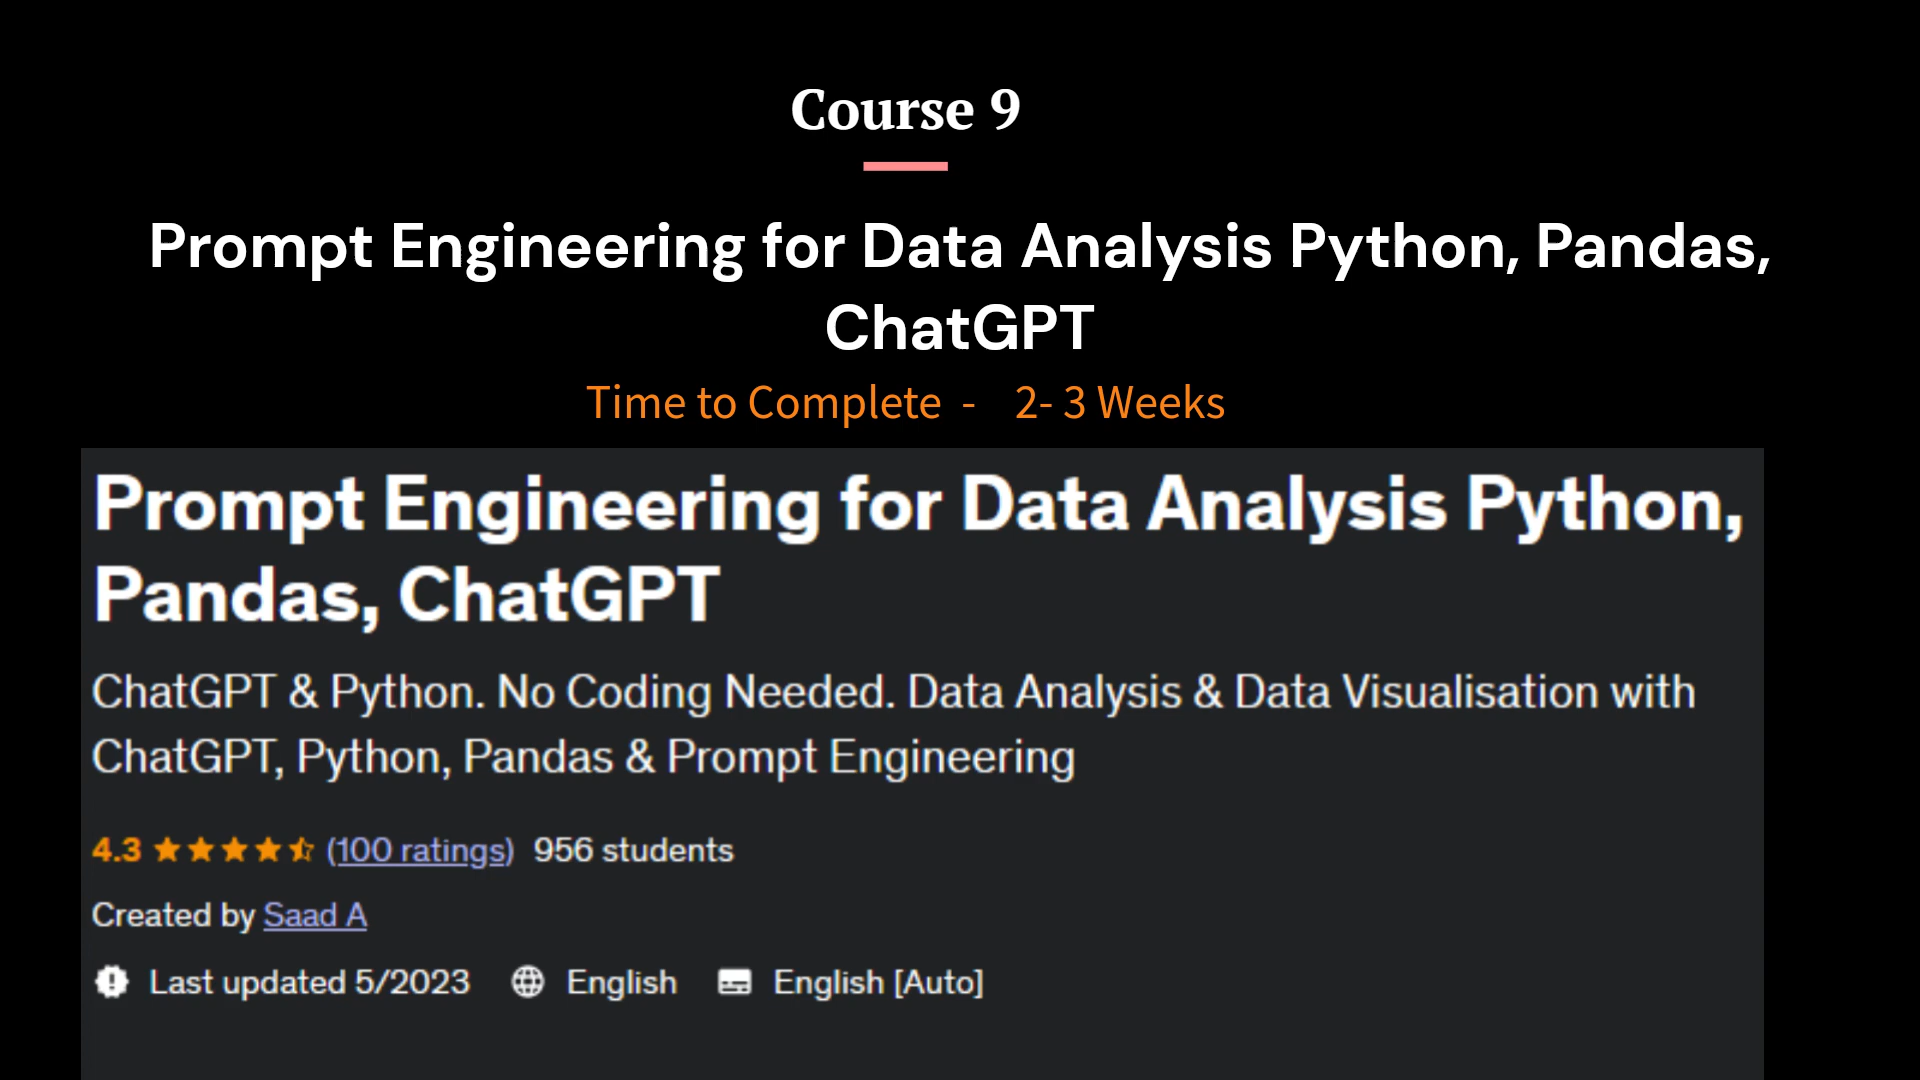 Course 9
Prompt Engineering for Data Analysis Python, Pandas,
ChatGPT
Time to Complete - 2- 3 Weeks
Prompt Engineering for Data Analysis Python,
Pandas, ChatGPT
ChatGPT & Python. No Coding Needed. Data Analysis & Data Visualisation with
ChatGPT, Python, Pandas & Prompt Engineering
4.3 (100 ratings) 956 students
Created by Saad A
Last updated 5/2023 English English [Auto]